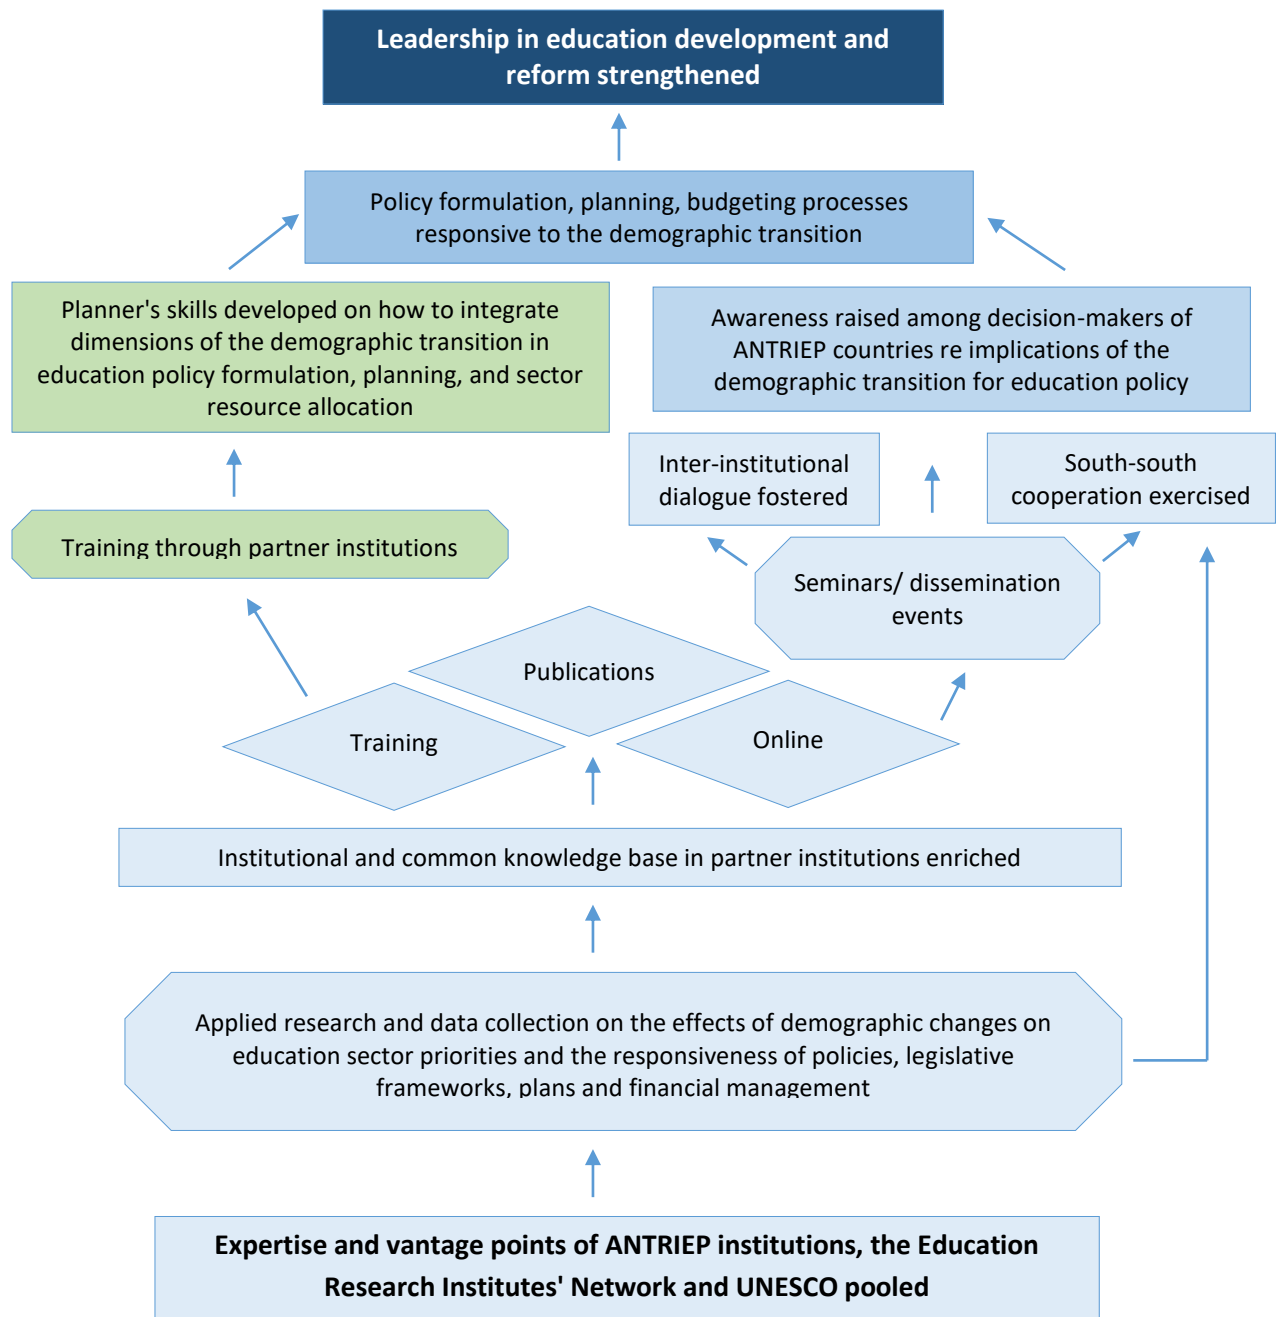 Leadership in education development and
reform strengthened
Policy formulation, planning, budgeting processes
responsive to the demographic transition
Planner's skills developed on how to integrate
dimensions of the demographic transition in
education policy formulation, planning, and sector
resource allocation
Awareness raised among decision-makers of
ANTRIEP countries re implications of the
demographic transition for education policy
Inter-institutional
dialogue fostered
South-south
cooperation exercised
Training through partner institutions
Seminars/ dissemination
events
Publications
Training
Online
Institutional and common knowledge base in partner institutions enriched
Applied research and data collection on the effects of demographic changes on
education sector priorities and the responsiveness of policies, legislative
frameworks, plans and financial management
Expertise and vantage points of ANTRIEP institutions, the Education
Research Institutes' Network and UNESCO pooled